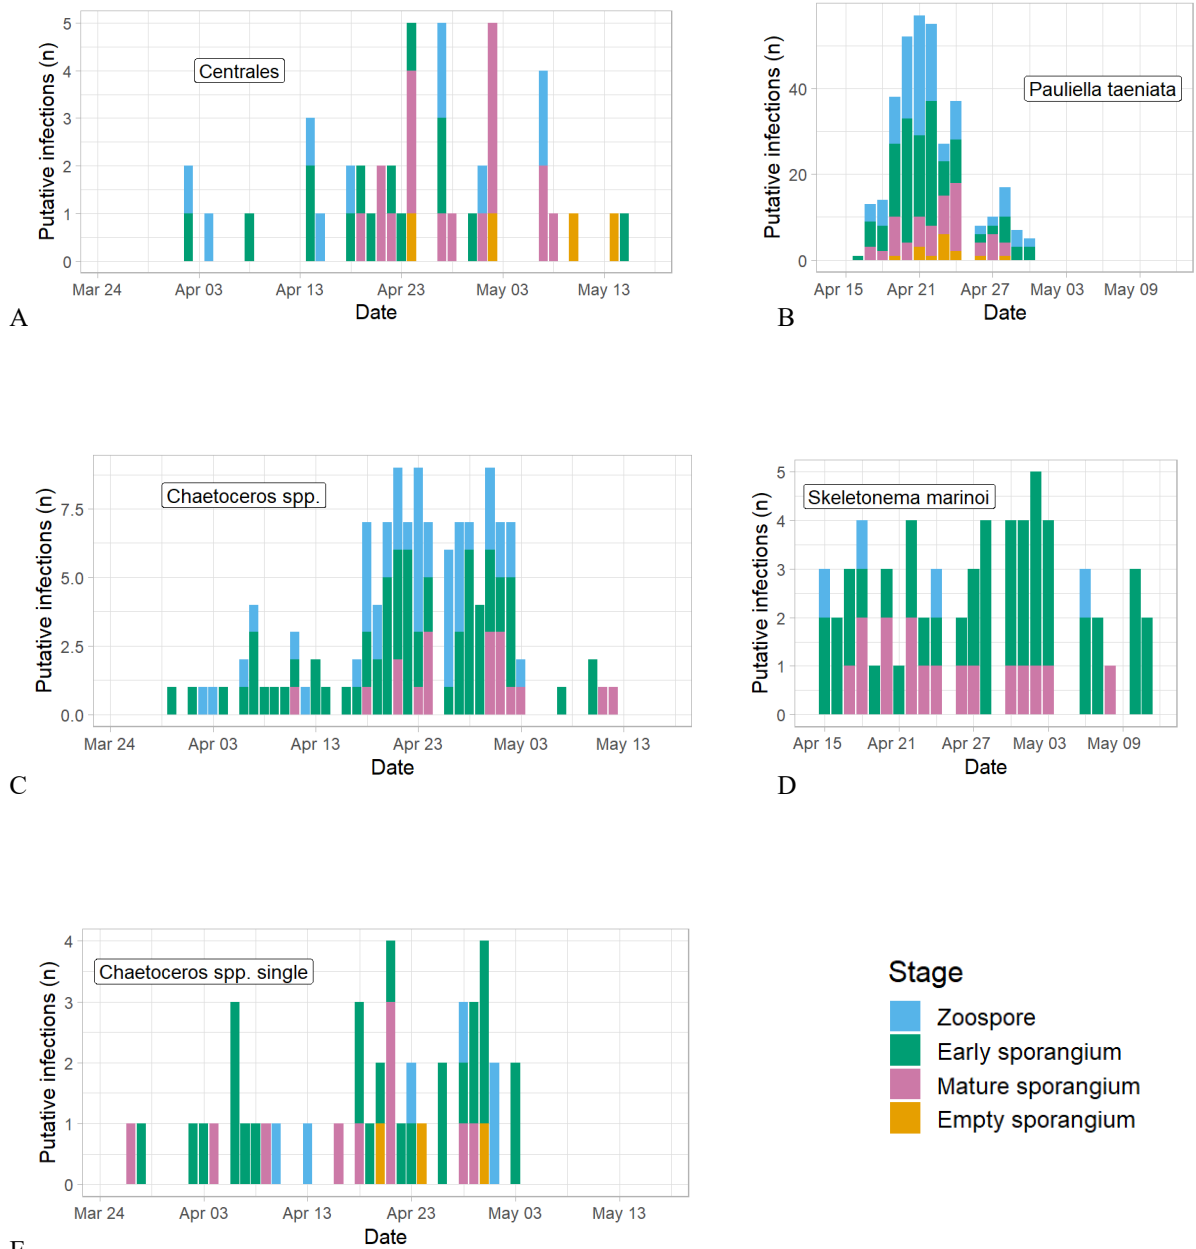 Putative infections (n)
5
4
3
2
1
0
Centrales
Mar 24 Apr 03 Apr 13 Apr 23 May 03 May 13
Date
A
Putative infections (n)
40
20
0
Pauliella taeniata
Apr 15 Apr 21 Apr 27 May 03 May 09
Date
B
Putative infections (n)
7.5
5.0
2.5
0.0
Chaetoceros spp.
Mar 24 Apr 03 Apr 13 Apr 23 May 03 May 13
Date
C
Putative infections (n)
5
4
3
2
1
0
Skeletonema marinoi
Apr 15 Apr 21 Apr 27 May 03 May 09
Date
D
Putative infections (n)
4
3
2
1
0
Chaetoceros spp. single
Mar 24 Apr 03 Apr 13 Apr 23 May 03 May 13
Date
E
Stage
Zoospore
Early sporangium
Mature sporangium
Empty sporangium